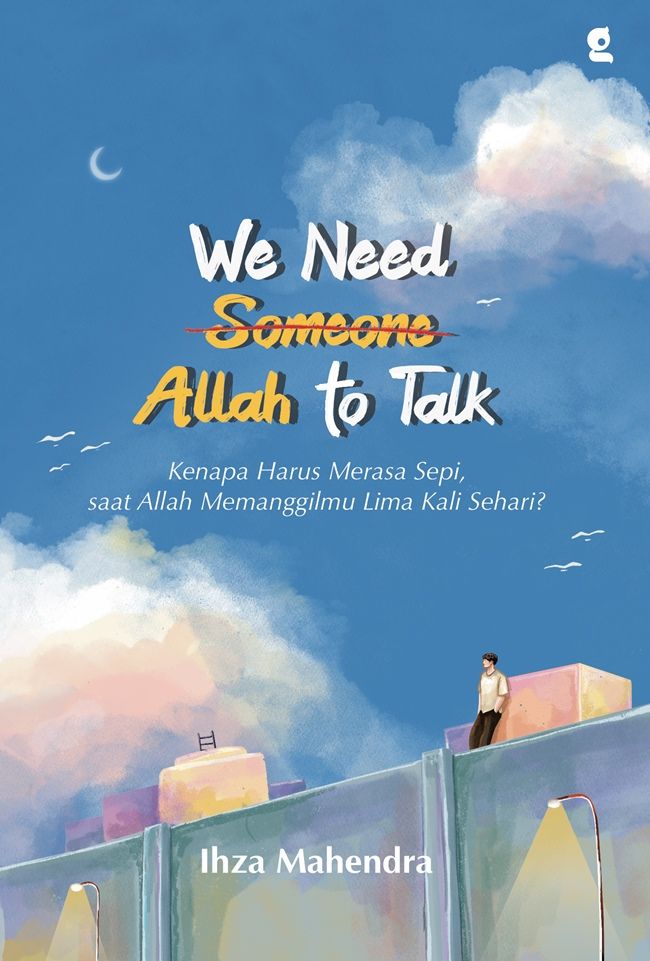 g
We Need
Someone
Allah to Talk
Kenapa Harus Merasa Sepi,
saat Allah Memanggilmu Lima Kali Sehari?
Ihza Mahendra